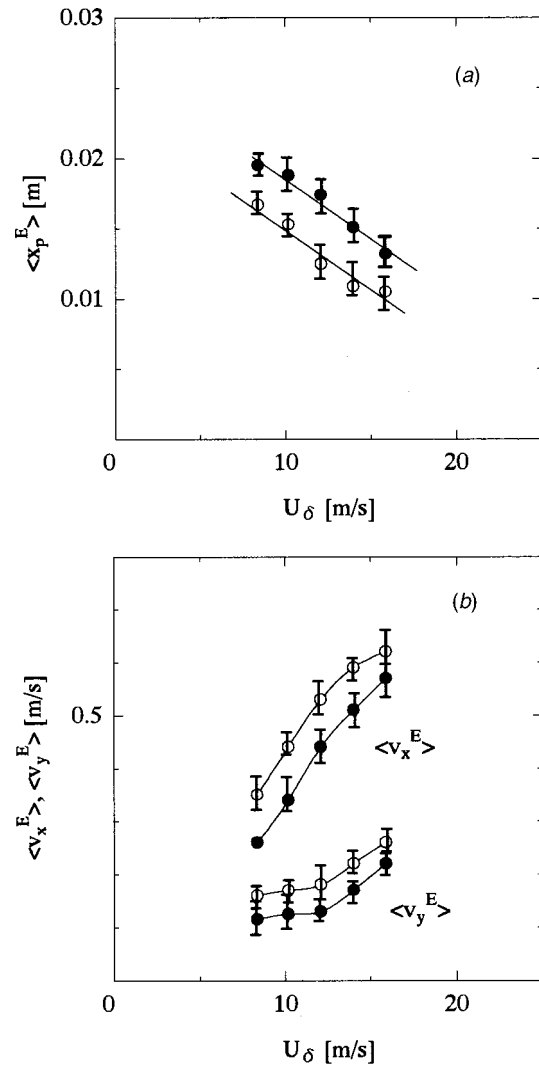 0.03
(a)
0.02
<x_p^E> [m]
0.01
0
10
20
U_δ [m/s]
(b)
0.5
<v_x^E>, <v_y^E> [m/s]
<v_x^E>
<v_y^E>
0
10
20
U_δ [m/s]